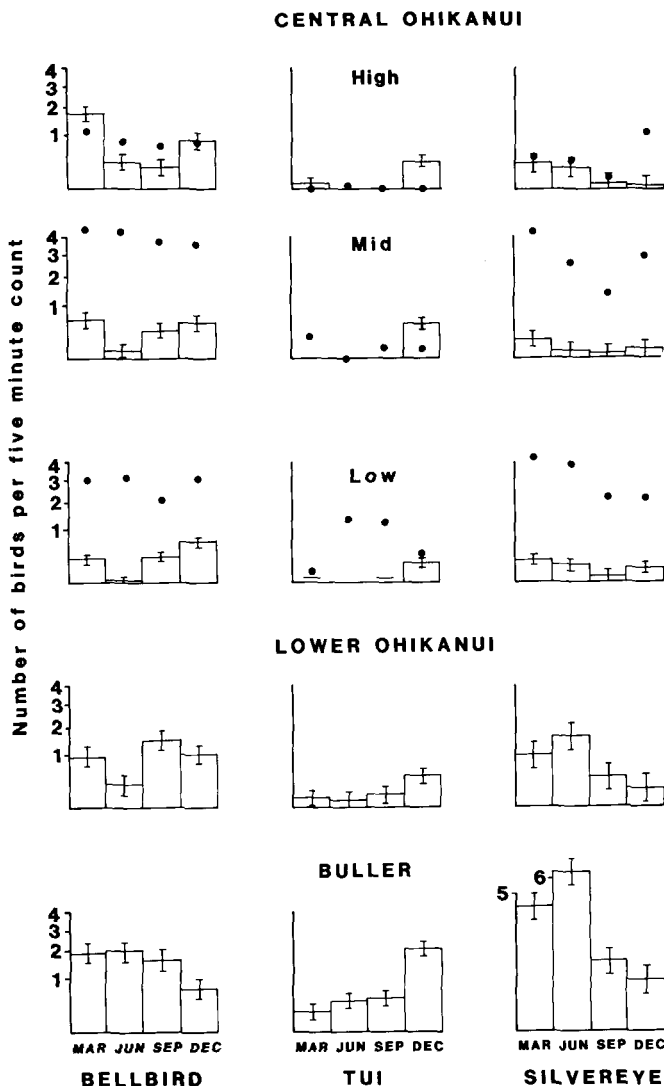 CENTRAL OHIKANUI
High
4
3
2
1
Mid
4
3
2
1
Low
4
3
2
1
Number of birds per five minute count
LOWER OHIKANUI
4
3
2
1
BULLER
4
3
2
1
5
6
MAR JUN SEP DEC MAR JUN SEP DEC MAR JUN SEP DEC
BELLBIRD TUI SILVEREYE